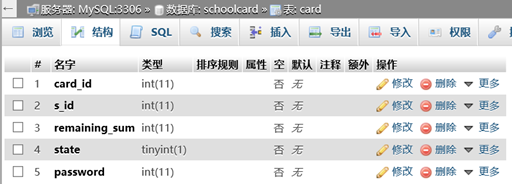 服务器: MySQL:3306 » 数据库: schoolcard » 表: card
浏览 结构 SQL 搜索 插入 导出 导入 权限
# 名字 类型 排序规则 属性 空 默认 注释 额外 操作
1 card_id int(11) 否 无 修改 删除 更多
2 s_id int(11) 否 无 修改 删除 更多
3 remaining_sum int(11) 否 无 修改 删除 更多
4 state tinyint(1) 否 无 修改 删除 更多
5 password int(11) 否 无 修改 删除 更多